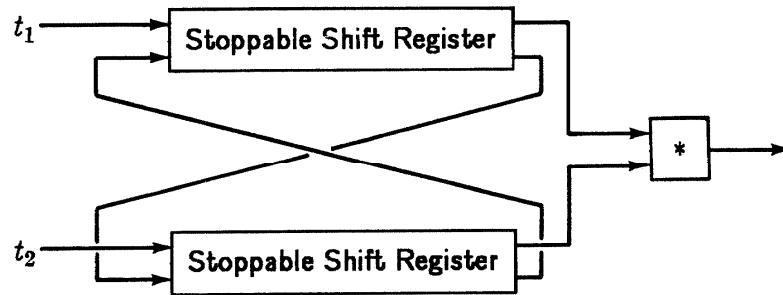 t₁
Stoppable Shift Register
*
t₂
Stoppable Shift Register